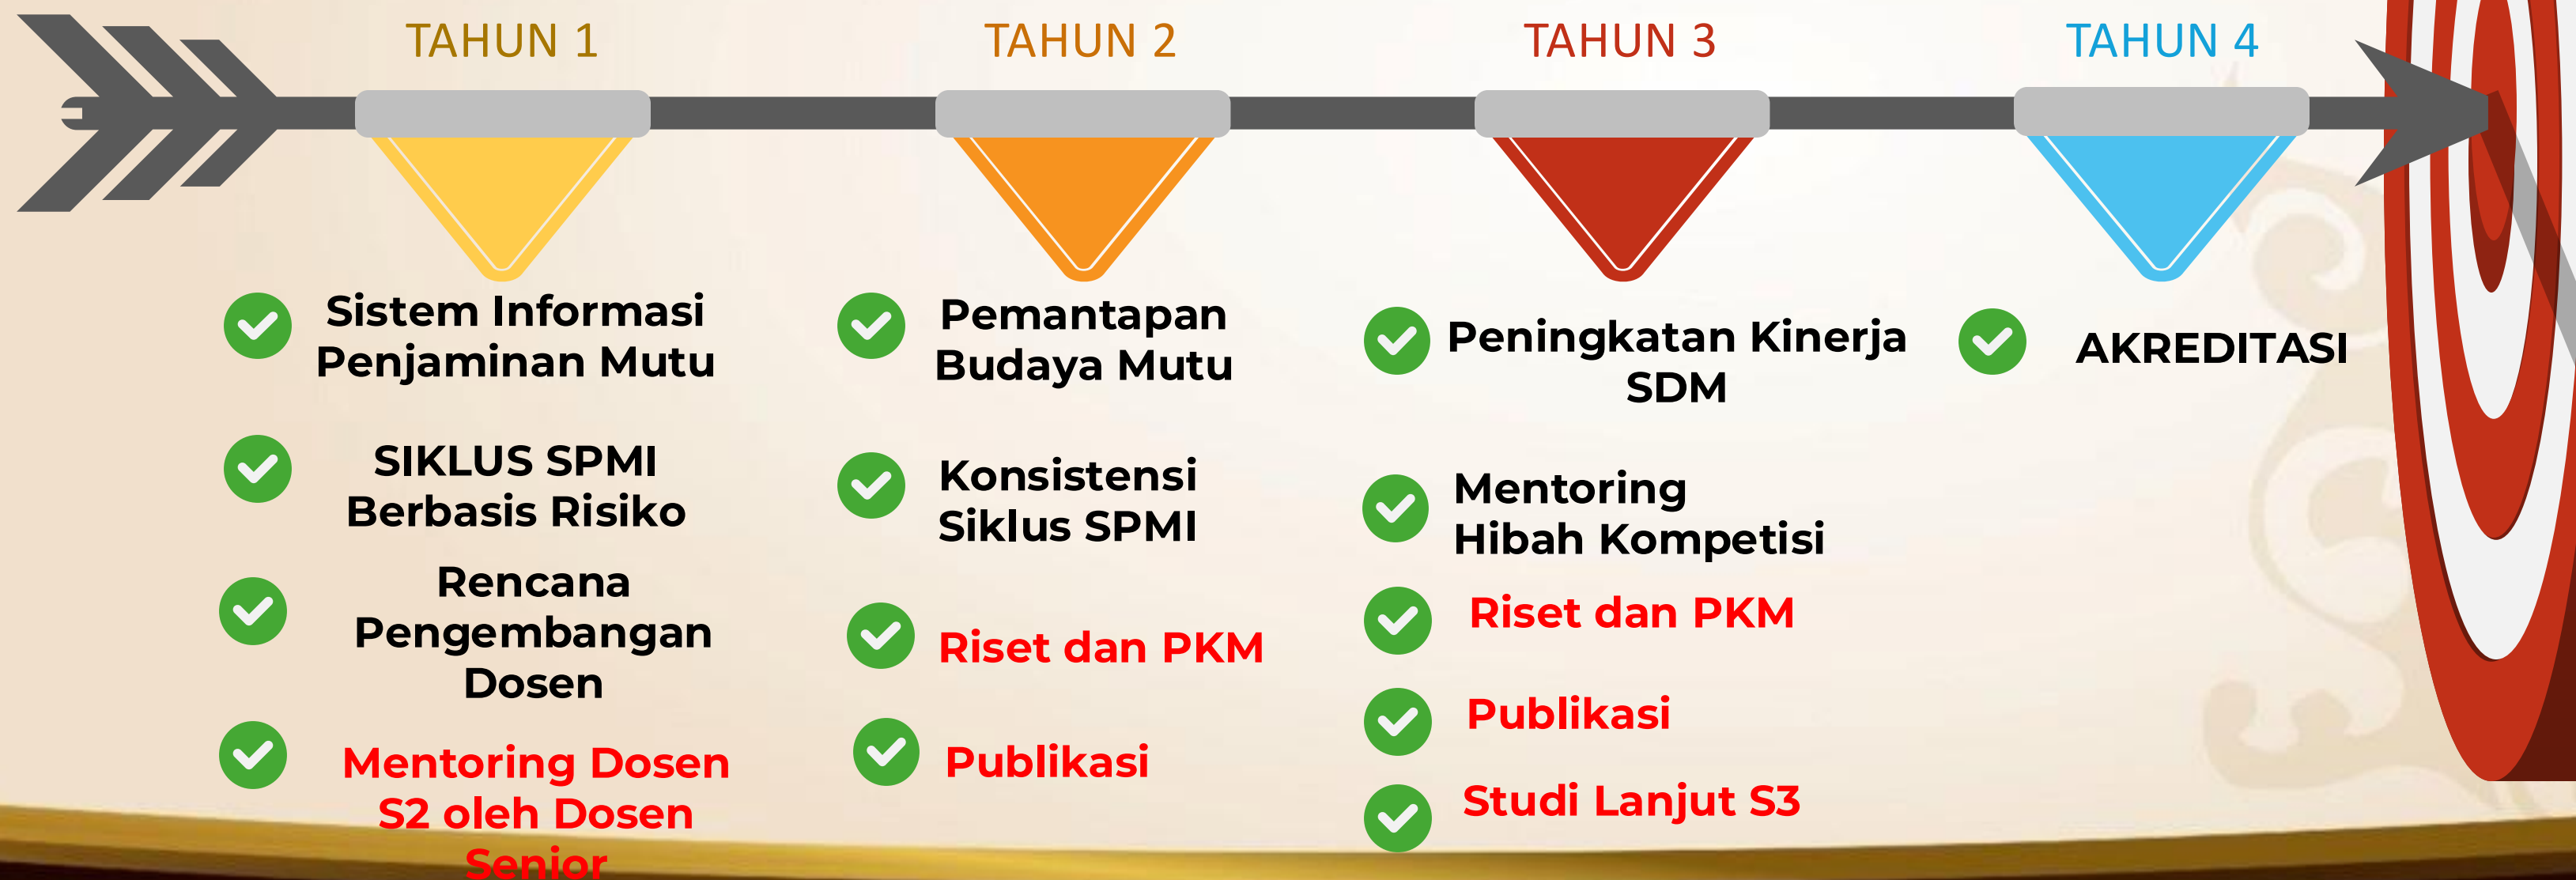 TAHUN 1
Sistem Informasi
Penjaminan Mutu
SIKLUS SPMI
Berbasis Risiko
Rencana
Pengembangan
Dosen
Mentoring Dosen
S2 oleh Dosen
Senior
TAHUN 2
Pemantapan
Budaya Mutu
Konsistensi
Siklus SPMI
Riset dan PKM
Publikasi
TAHUN 3
Peningkatan Kinerja
SDM
Mentoring
Hibah Kompetisi
Riset dan PKM
Publikasi
Studi Lanjut S3
TAHUN 4
AKREDITASI